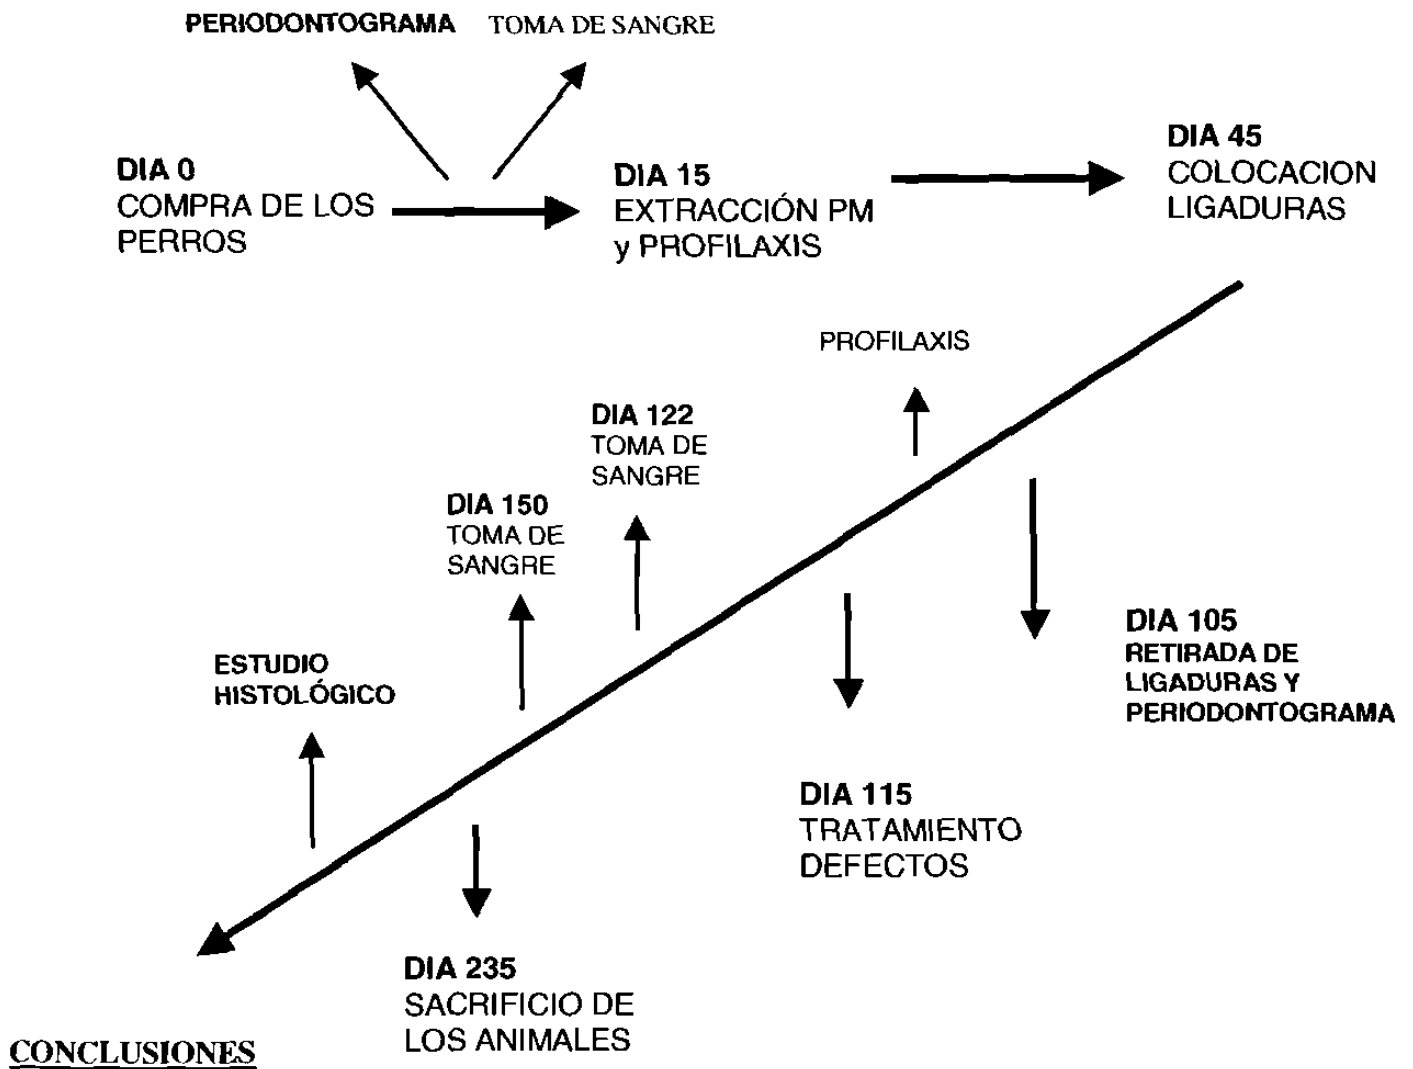 PERIODONTOGRAMA TOMA DE SANGRE
DIA 0
COMPRA DE LOS
PERROS
DIA 15
EXTRACCIÓN PM
y PROFILAXIS
DIA 45
COLOCACION
LIGADURAS
PROFILAXIS
DIA 105
RETIRADA DE
LIGADURAS Y
PERIODONTOGRAMA
DIA 115
TRATAMIENTO
DEFECTOS
DIA 122
TOMA DE
SANGRE
DIA 150
TOMA DE
SANGRE
DIA 235
SACRIFICIO DE
LOS ANIMALES
ESTUDIO
HISTOLÓGICO
CONCLUSIONES